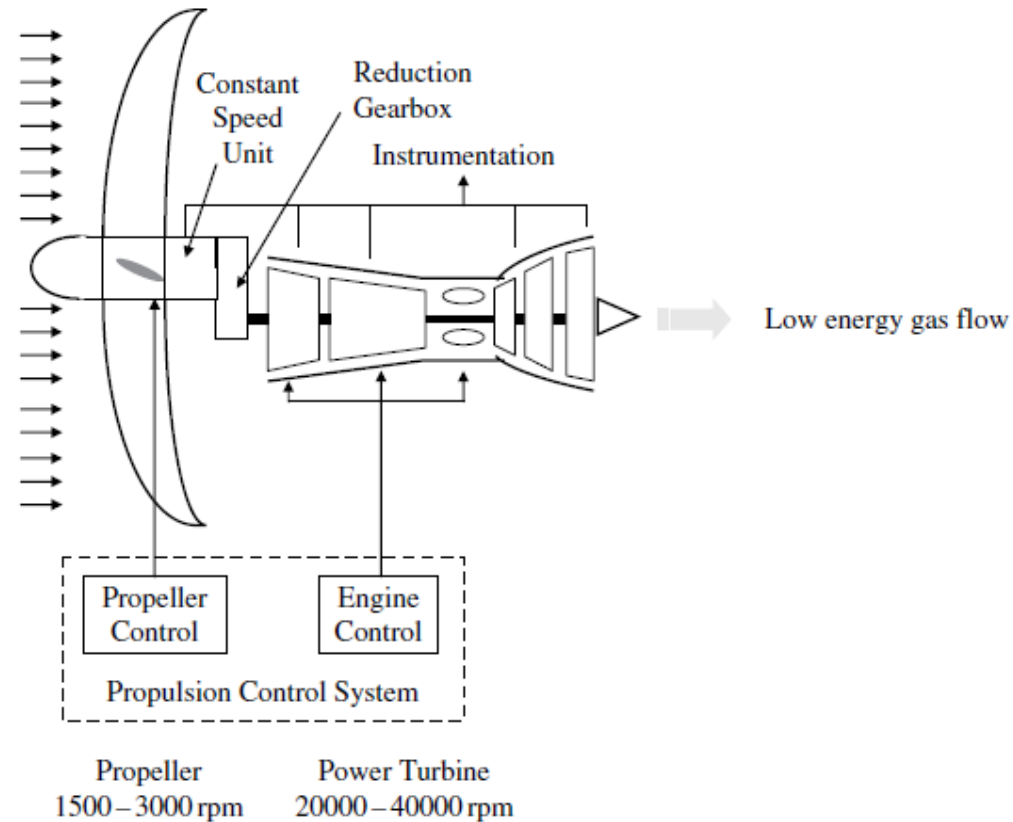 Constant
Speed
Unit
Reduction
Gearbox
Instrumentation
Low energy gas flow
Propeller
Control
Engine
Control
Propulsion Control System
Propeller
1500 – 3000 rpm
Power Turbine
20000 – 40000 rpm